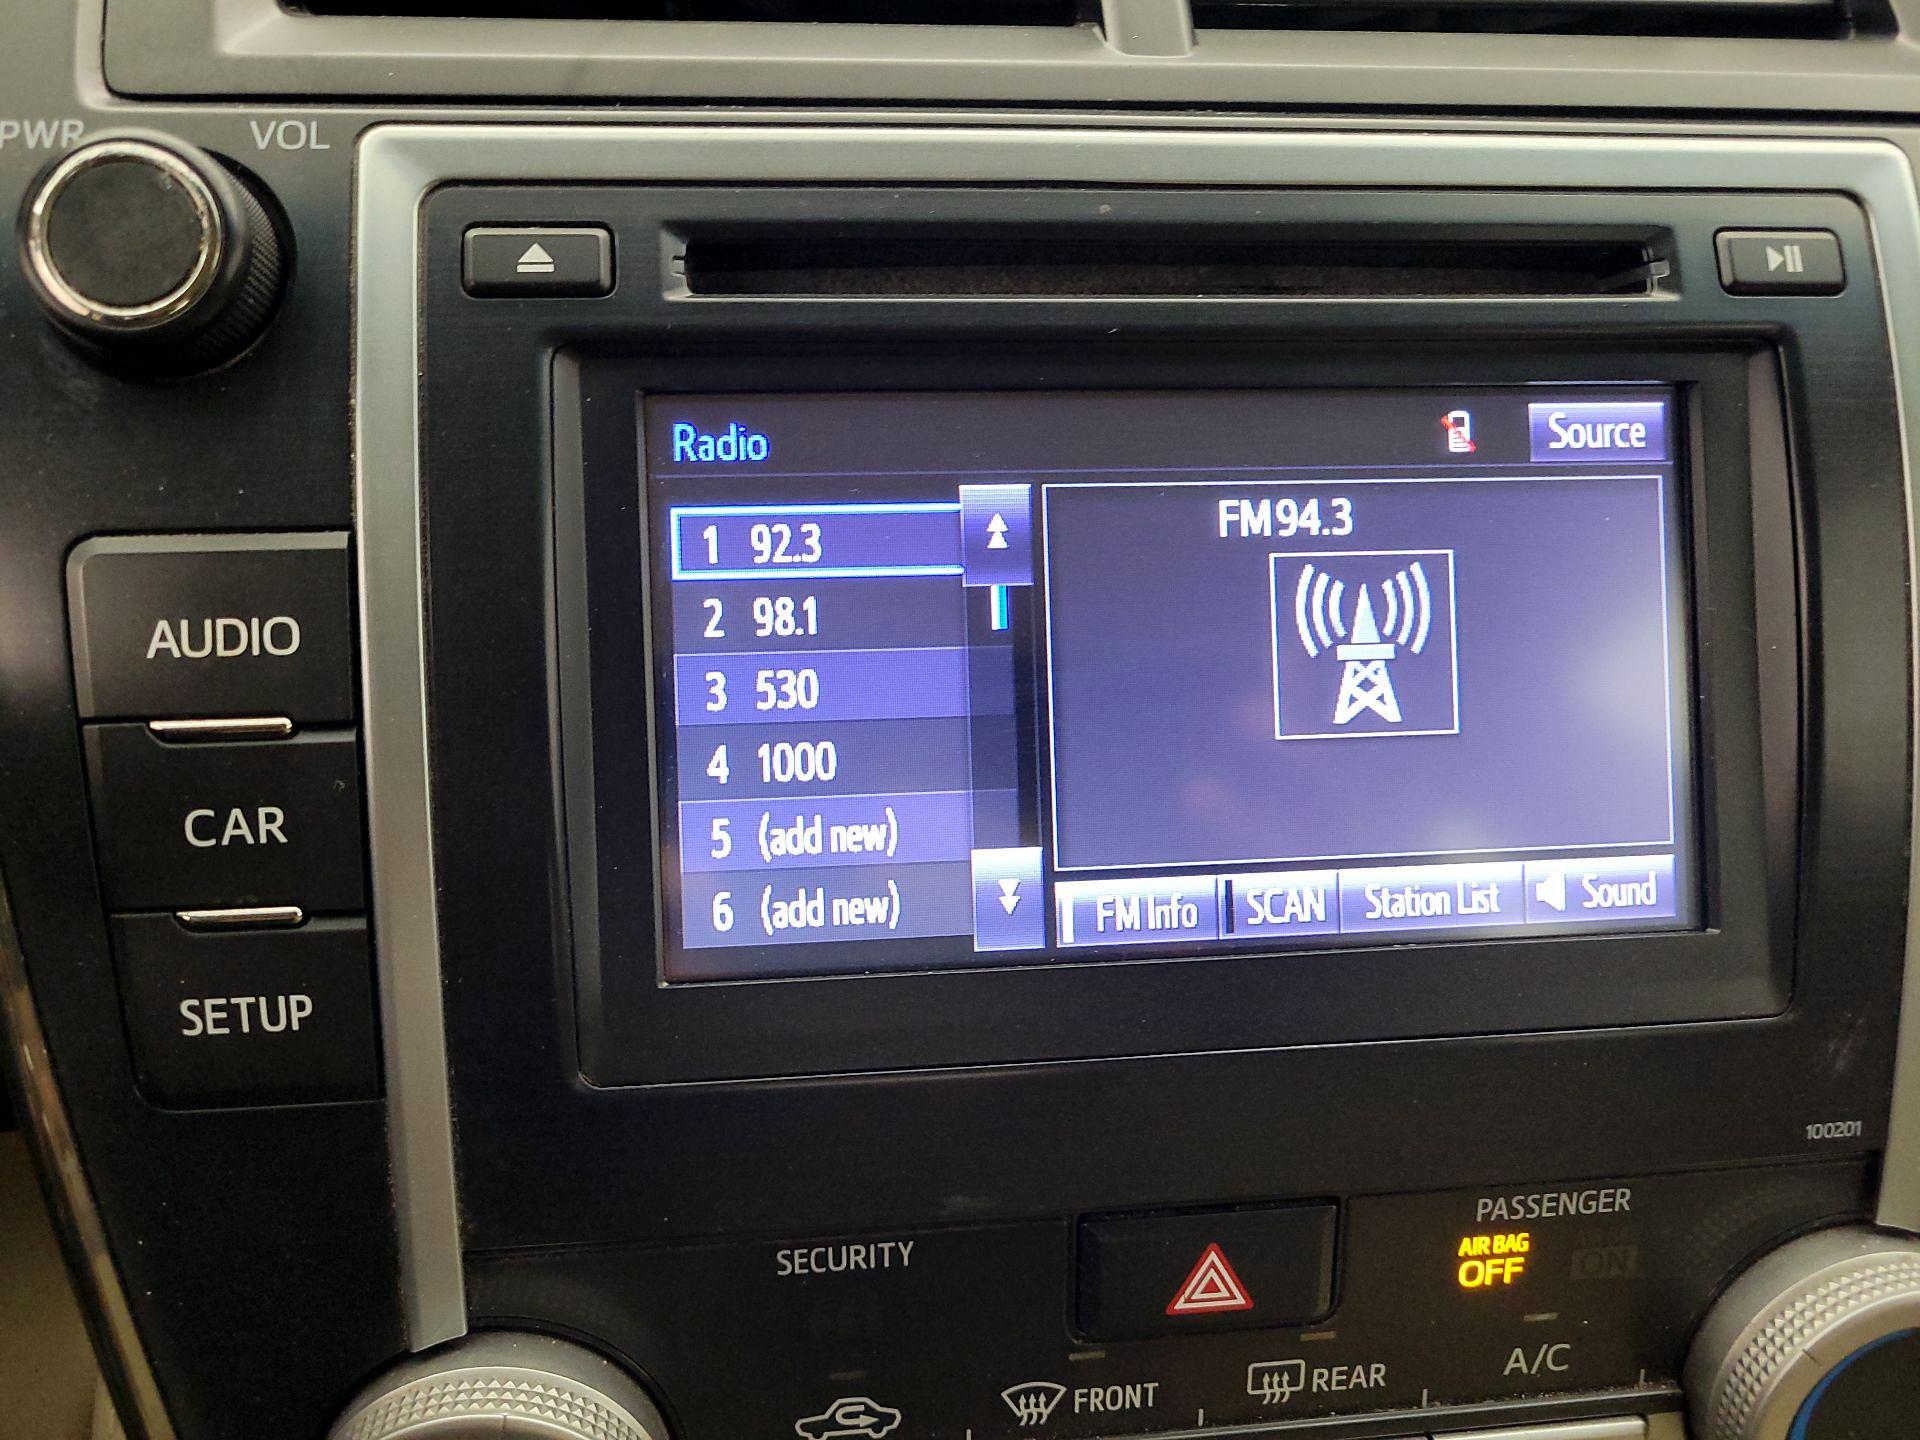 PWR VOL
Radio
Source
1 92.3
2 98.1
3 530
4 1000
5 (add new)
6 (add new)
FM94.3
FM Info SCAN Station List Sound
AUDIO
CAR
SETUP
100201
SECURITY
PASSENGER
AIR BAG
OFF
ON
FRONT
REAR
A/C